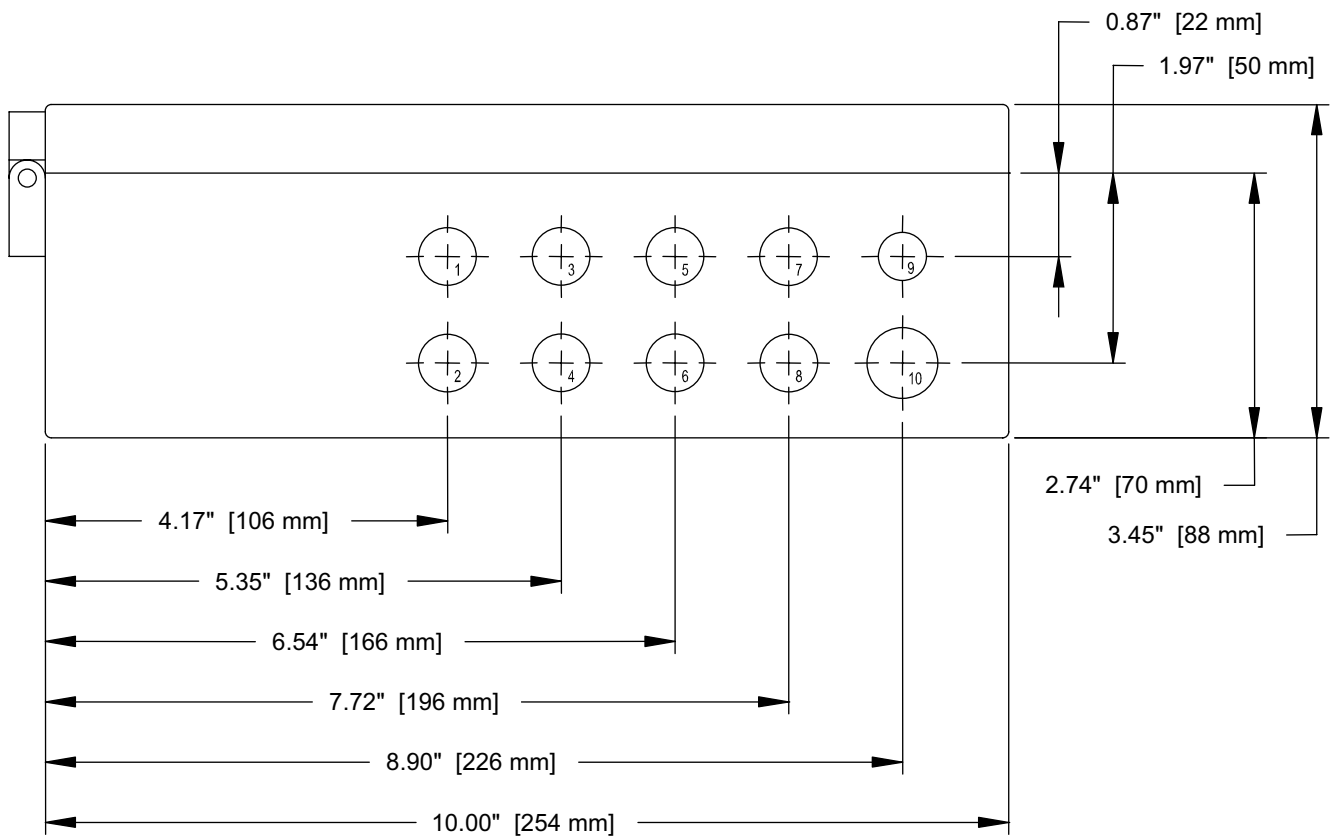 0.87" [22 mm]
1.97" [50 mm]
1 3 5 7 9
2 4 6 8 10
2.74" [70 mm]
4.17" [106 mm]
3.45" [88 mm]
5.35" [136 mm]
6.54" [166 mm]
7.72" [196 mm]
8.90" [226 mm]
10.00" [254 mm]